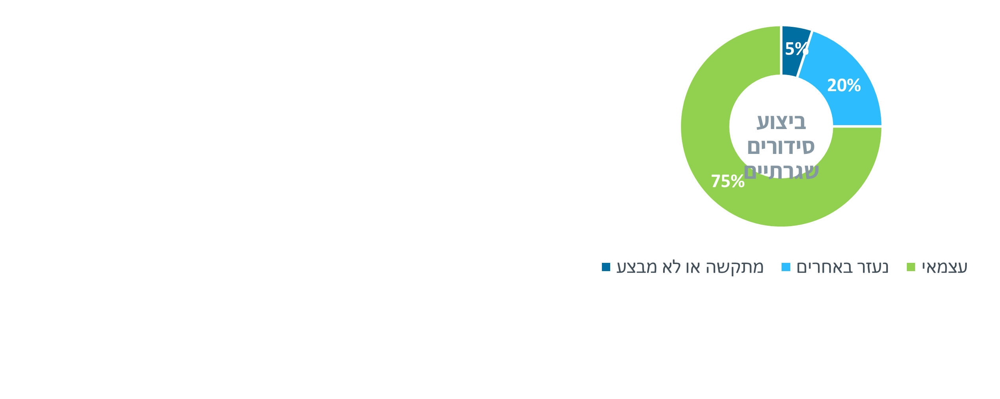 5%
20%
75%
ביצוע
סידורים
שגרתיים
עצמאי
נעזר באחרים
מתקשה או לא מבצע